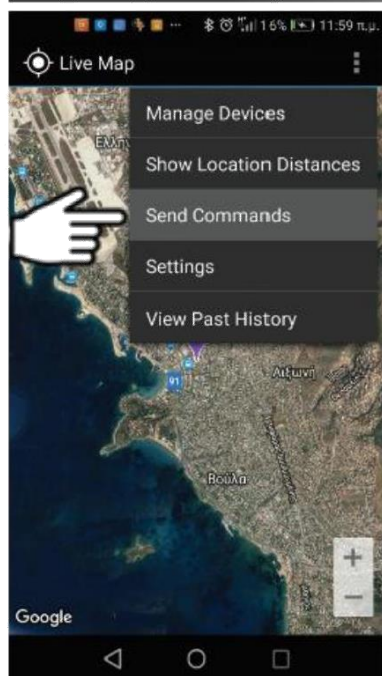 16% 11:59 π.μ.
Live Map
Manage Devices
Show Location Distances
Send Commands
Settings
View Past History
91
Αιξωνή
Βούλα
+
−
Google